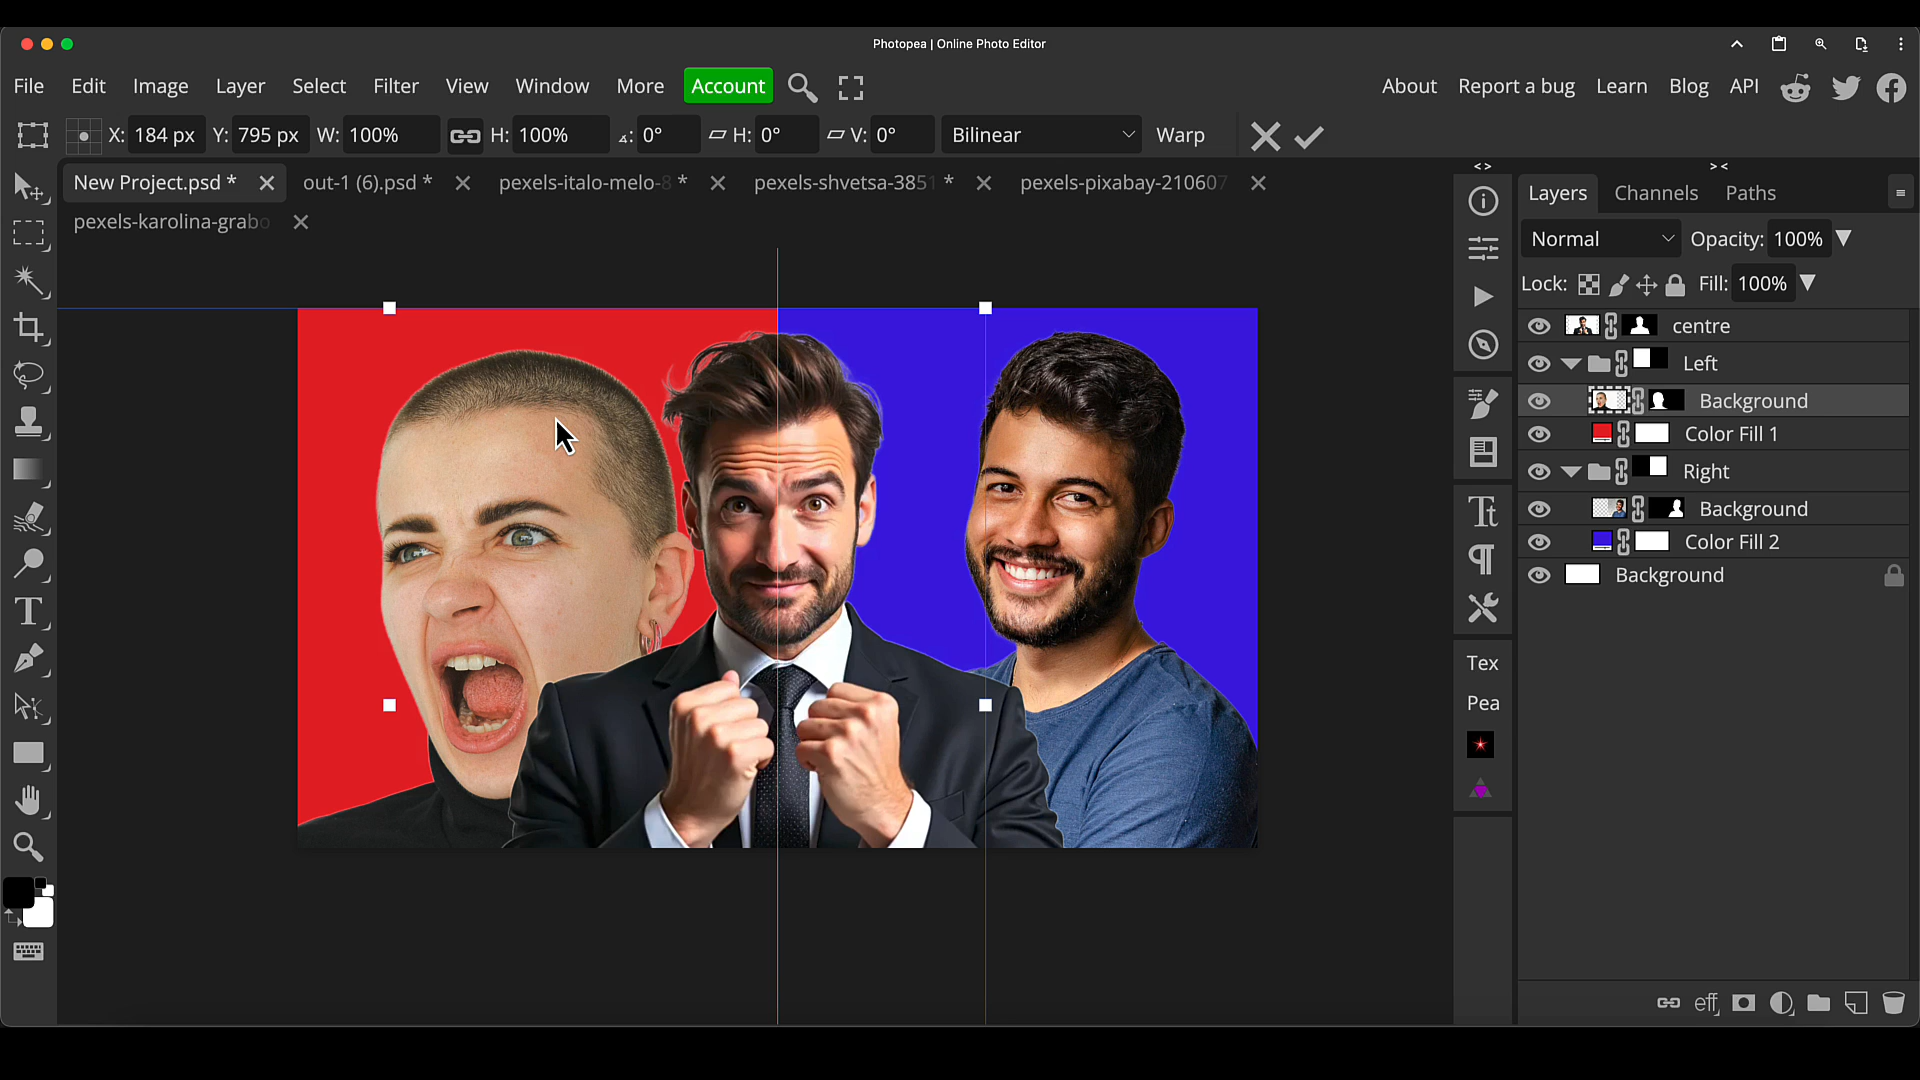 Photopea | Online Photo Editor
File Edit Image Layer Select Filter View Window More Account About Report a bug Learn Blog API
X: 184 px Y: 795 px W: 100% H: 100% ⊿: 0° H: 0° V: 0° Bilinear Warp
New Project.psd * out-1 (6).psd * pexels-italo-melo-8 * pexels-shvetsa-3851 * pexels-pixabay-210607
pexels-karolina-grabo
Layers Channels Paths
Normal Opacity: 100%
Lock: Fill: 100%
centre
Left
Background
Color Fill 1
Right
Background
Color Fill 2
Background
Tex
Pea
eff